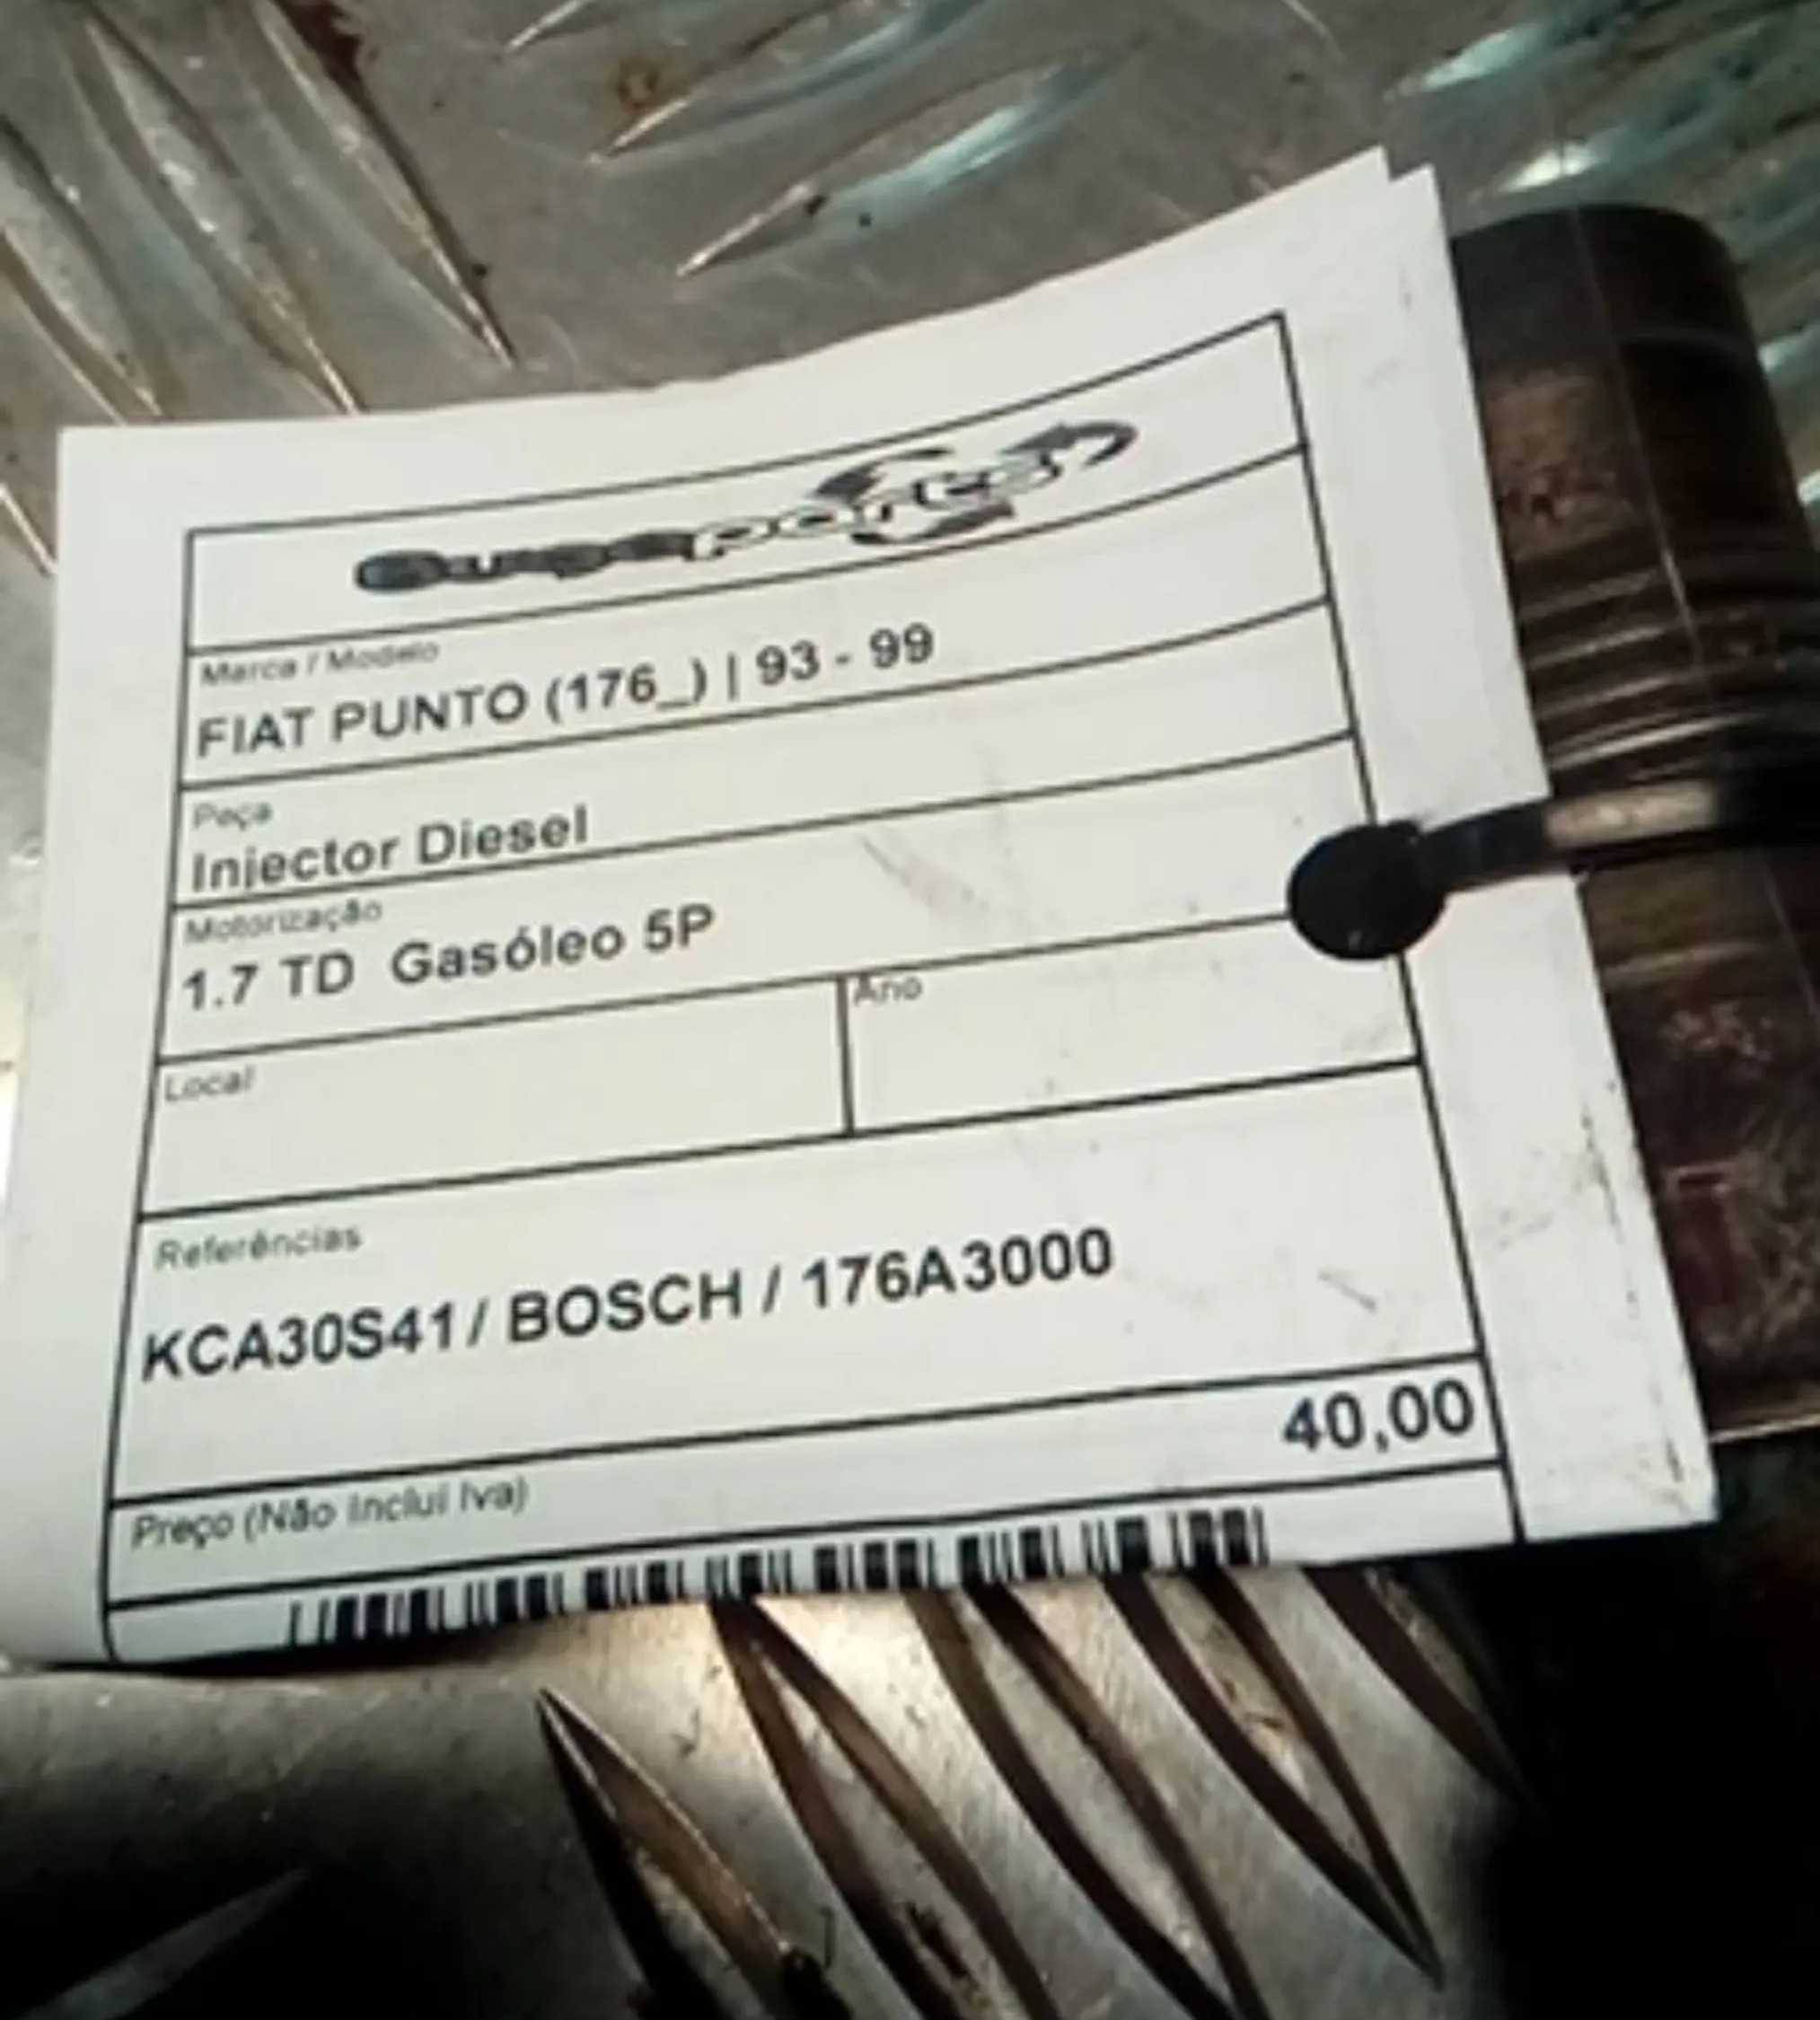 Marca / Modelo
FIAT PUNTO (176_) | 93 - 99
Peça
Injector Diesel
Motorização
1.7 TD Gasóleo 5P
Local
Ano
Referências
KCA30S41/ BOSCH / 176A3000
40,00
Preço (Não Inclui Iva)